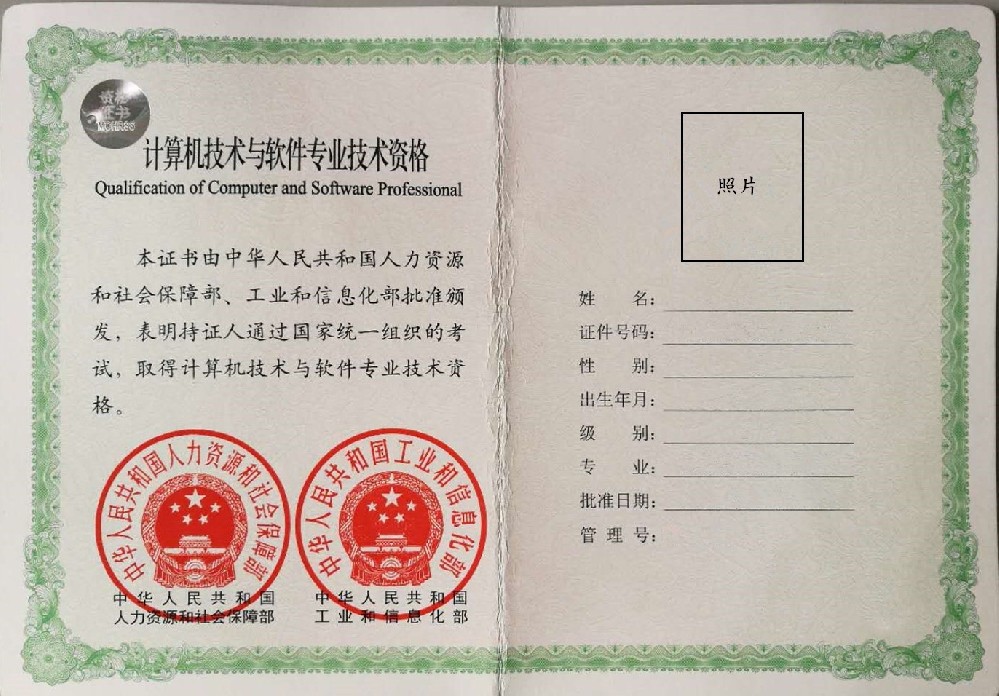 资格
证书
MOHRSS
计算机技术与软件专业技术资格
Qualification of Computer and Software Professional
本证书由中华人民共和国人力资源
和社会保障部、工业和信息化部批准颁
发，表明持证人通过国家统一组织的考
试，取得计算机技术与软件专业技术资
格。
中华人民共和国人力资源和社会保障部
中华人民共和国工业和信息化部
中华人民共和国
人力资源和社会保障部
中华人民共和国
工业和信息化部
照片
姓 名：
证件号码：
性 别：
出生年月：
级 别：
专 业：
批准日期：
管 理 号：